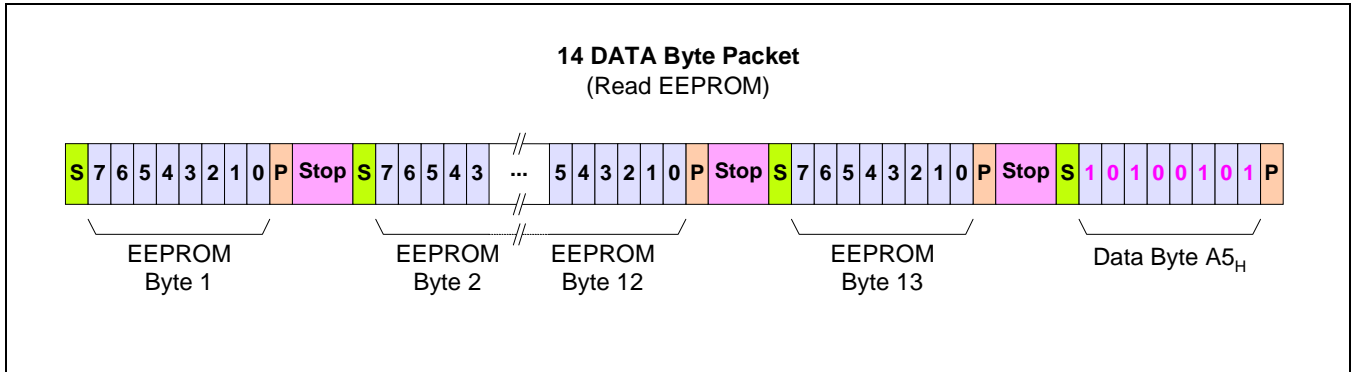 14 DATA Byte Packet
(Read EEPROM)
S 7 6 5 4 3 2 1 0 P Stop S 7 6 5 4 3 ... 5 4 3 2 1 0 P Stop S 7 6 5 4 3 2 1 0 P Stop S 1 0 1 0 0 1 0 1 P
EEPROM EEPROM EEPROM EEPROM Data Byte A5H
Byte 1 Byte 2 Byte 12 Byte 13